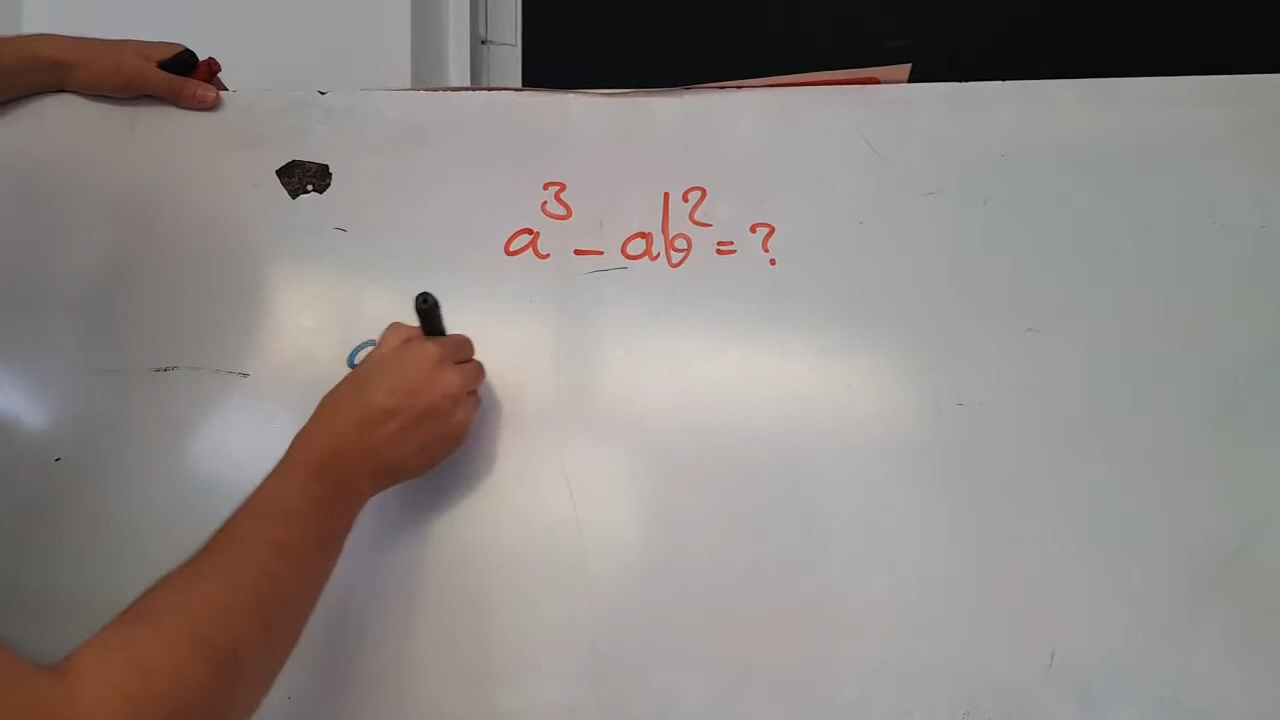 a³ - ab² = ?